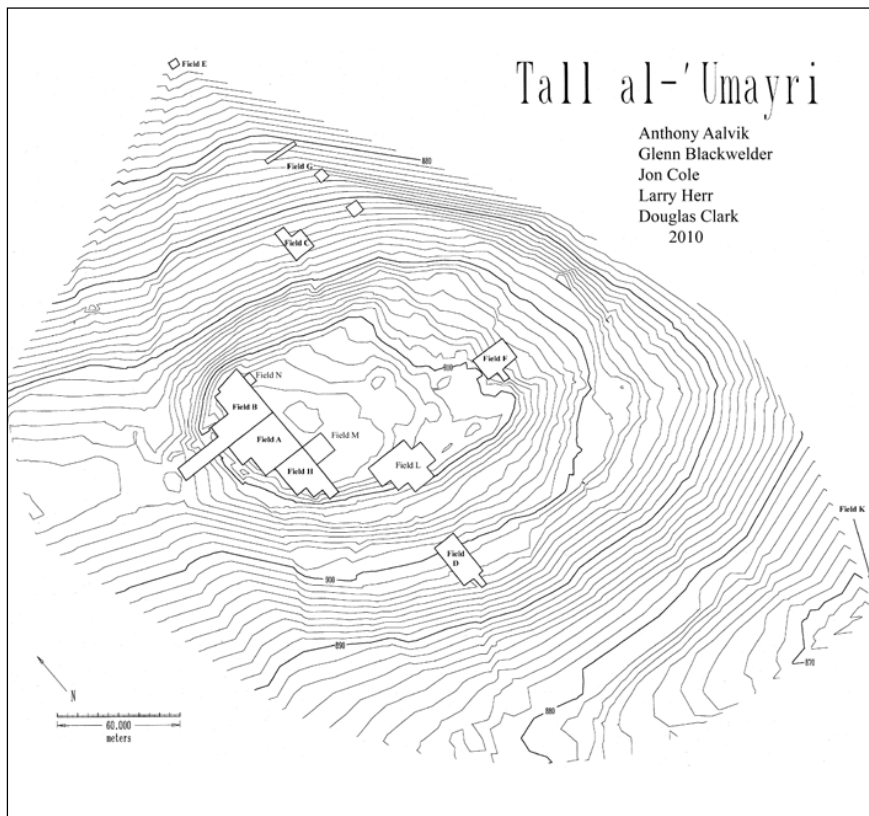 Field E
Tall al-'Umayri
Anthony Aalvik
Glenn Blackwelder
Jon Cole
Larry Herr
Douglas Clark
2010
880
Field G
Field C
910
Field F
Field N
Field B
Field A
Field M
Field H
Field L
Field K
Field
D
900
890
870
N
880
60.000
meters